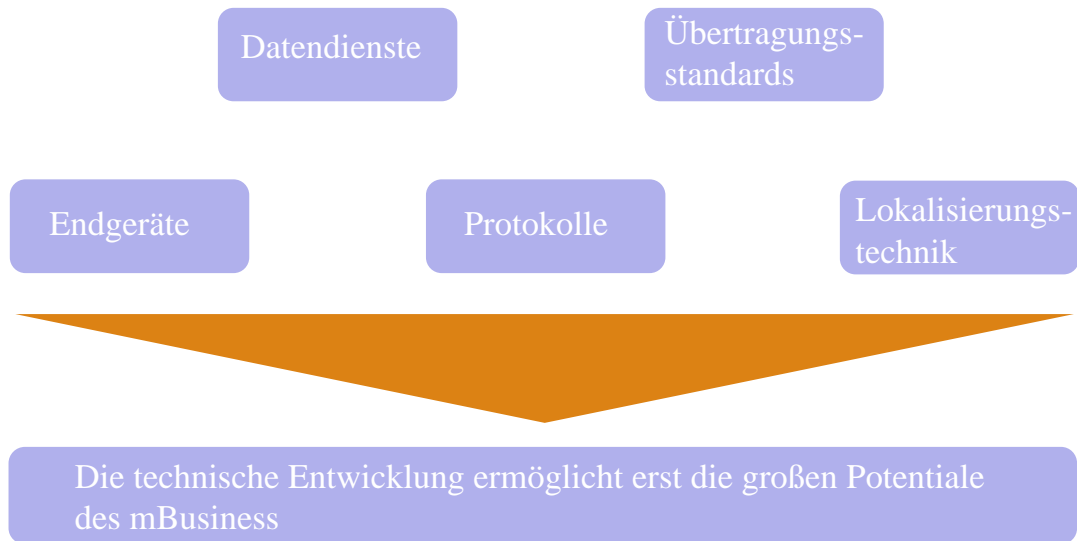 Datendienste
Übertragungs-
standards
Endgeräte
Protokolle
Lokalisierungs-
technik
Die technische Entwicklung ermöglicht erst die großen Potentiale
des mBusiness